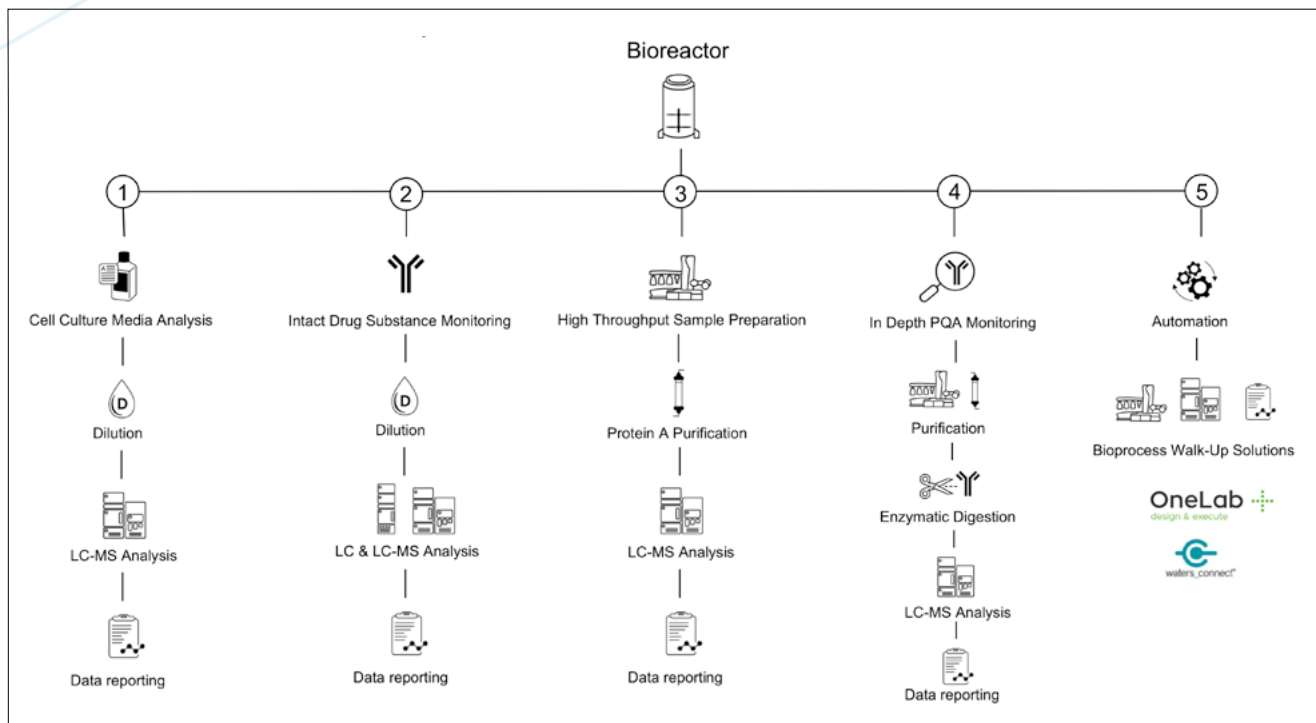 Bioreactor
1
2
3
4
5
Cell Culture Media Analysis
Intact Drug Substance Monitoring
High Throughput Sample Preparation
In Depth PQA Monitoring
Automation
D
Dilution
D
Dilution
Protein A Purification
Purification
Bioprocess Walk-Up Solutions
Enzymatic Digestion
OneLab
design & execute
LC-MS Analysis
LC & LC-MS Analysis
LC-MS Analysis
waters_connect™
LC-MS Analysis
Data reporting
Data reporting
Data reporting
Data reporting